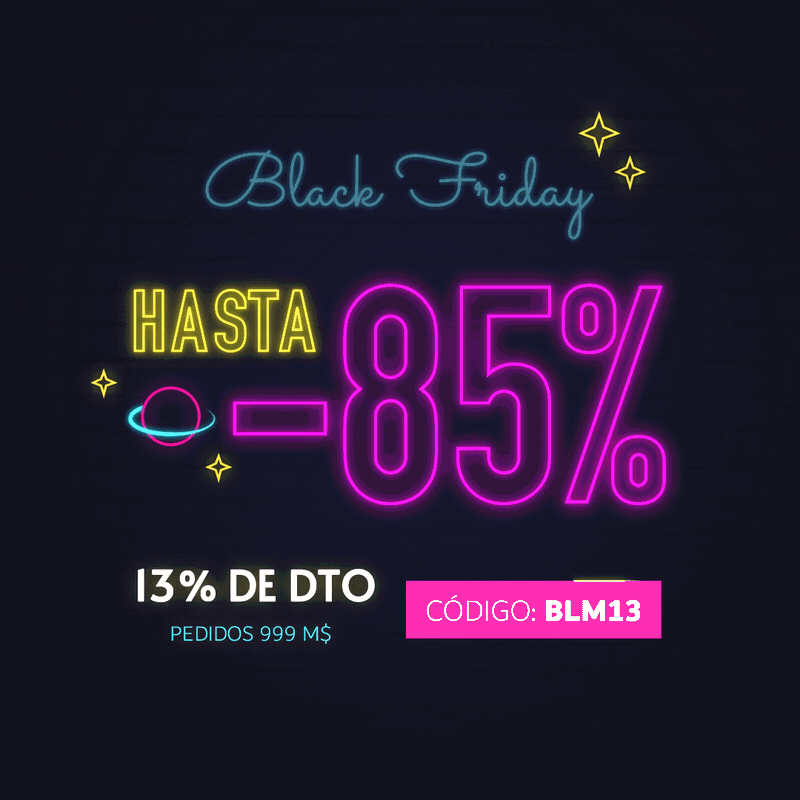 Black Friday
HASTA
-85%
13% DE DTO
PEDIDOS 999 M$
CÓDIGO: BLM13